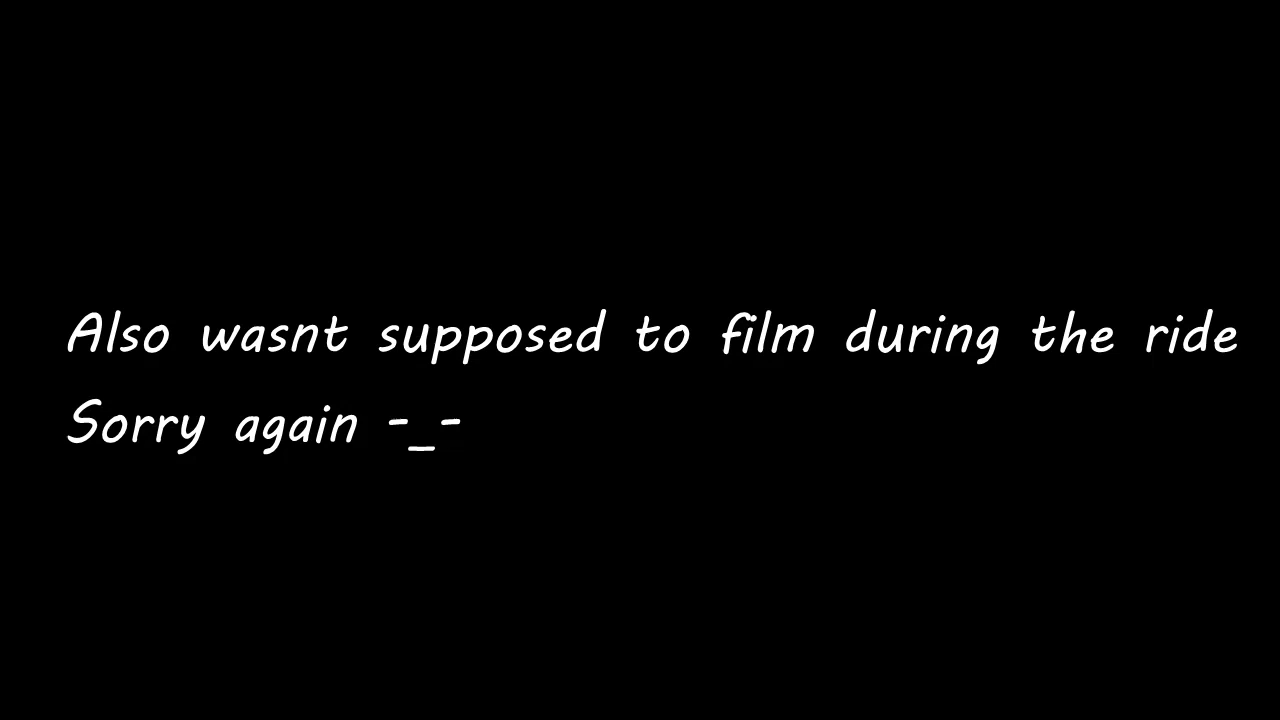 Also wasnt supposed to film during the ride
Sorry again -_-